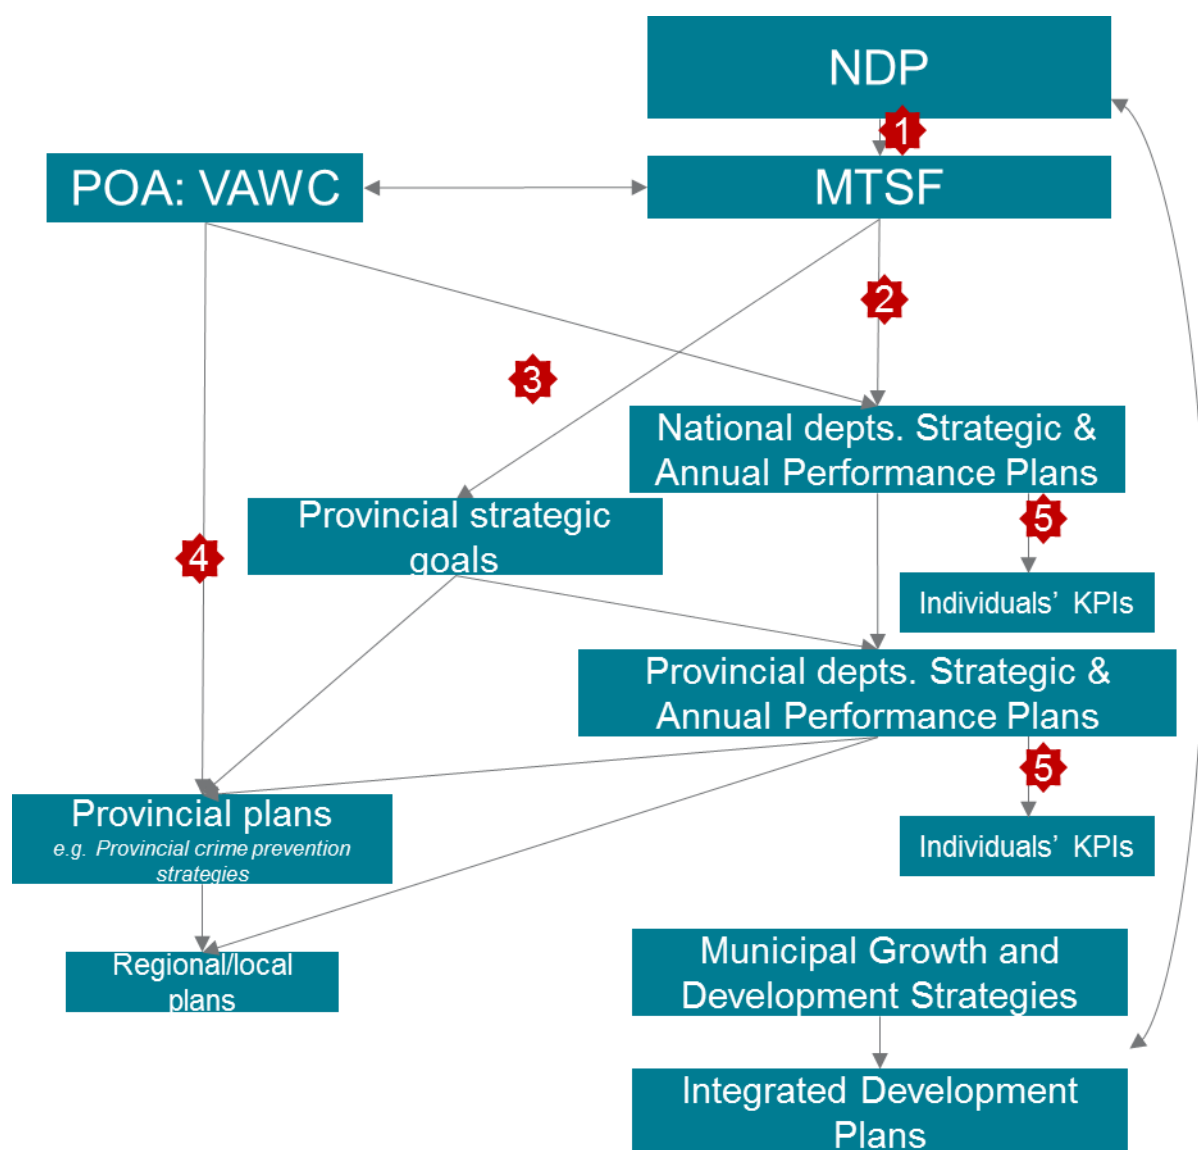 NDP
1
POA: VAWC
MTSF
2
3
National depts. Strategic &
Annual Performance Plans
Provincial strategic
goals
4
5
Individuals' KPIs
Provincial depts. Strategic &
Annual Performance Plans
5
Provincial plans
e.g. Provincial crime prevention
strategies
Individuals' KPIs
Regional/local
plans
Municipal Growth and
Development Strategies
Integrated Development
Plans